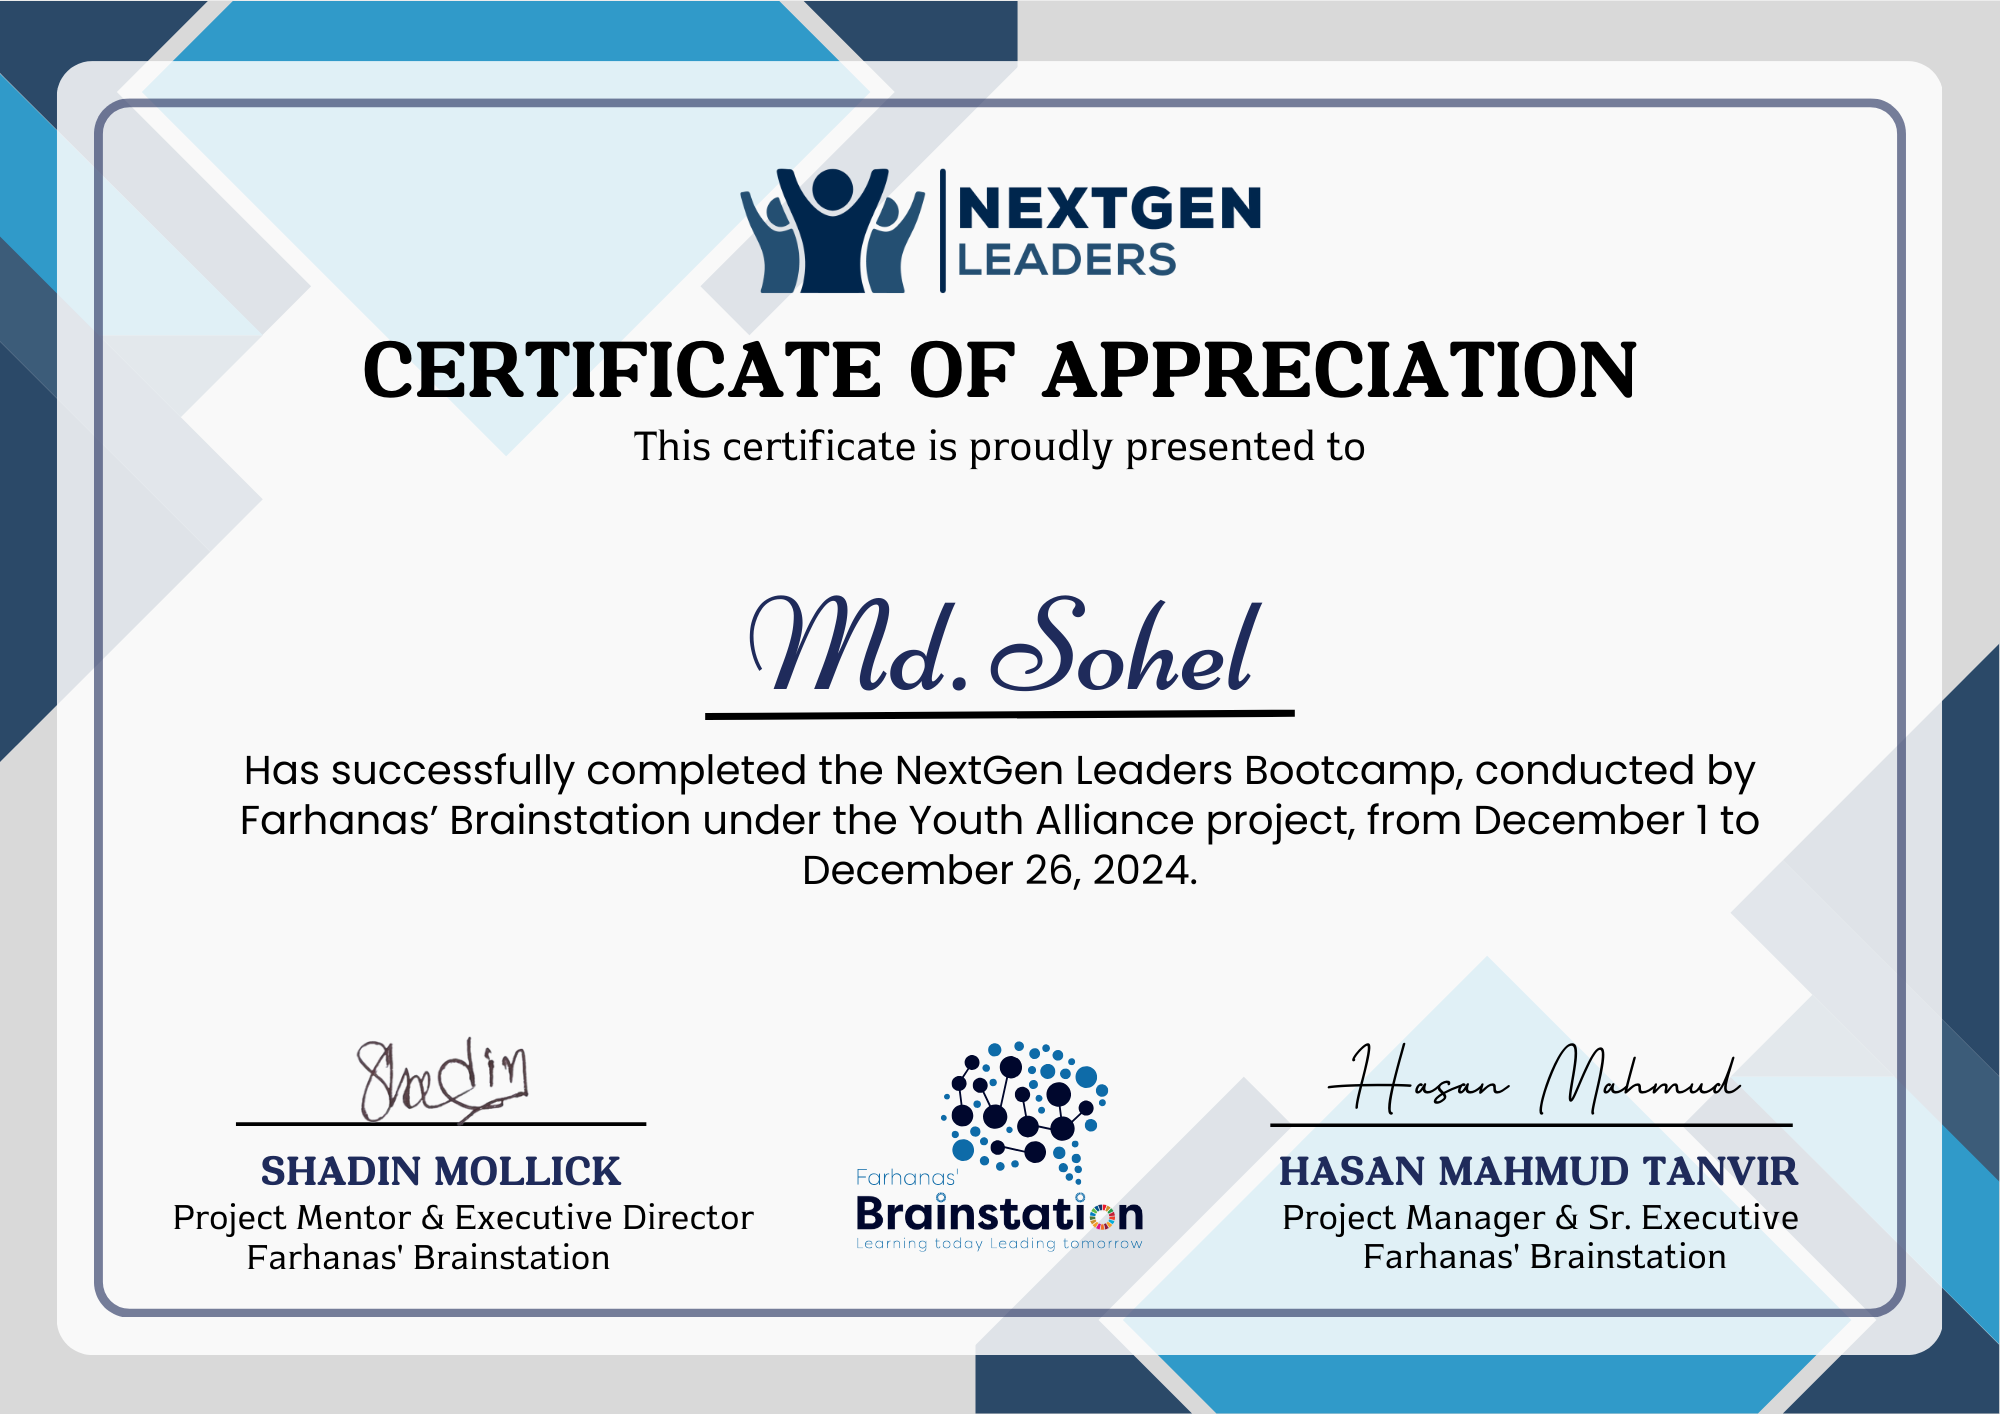 NEXTGEN
LEADERS
CERTIFICATE OF APPRECIATION
This certificate is proudly presented to
Md. Sohel
Has successfully completed the NextGen Leaders Bootcamp, conducted by
Farhanas’ Brainstation under the Youth Alliance project, from December 1 to
December 26, 2024.
Shadin
SHADIN MOLLICK
Project Mentor & Executive Director
Farhanas' Brainstation
Farhanas'
Brainstation
Learning today Leading tomorrow
Hasan Mahmud
HASAN MAHMUD TANVIR
Project Manager & Sr. Executive
Farhanas' Brainstation